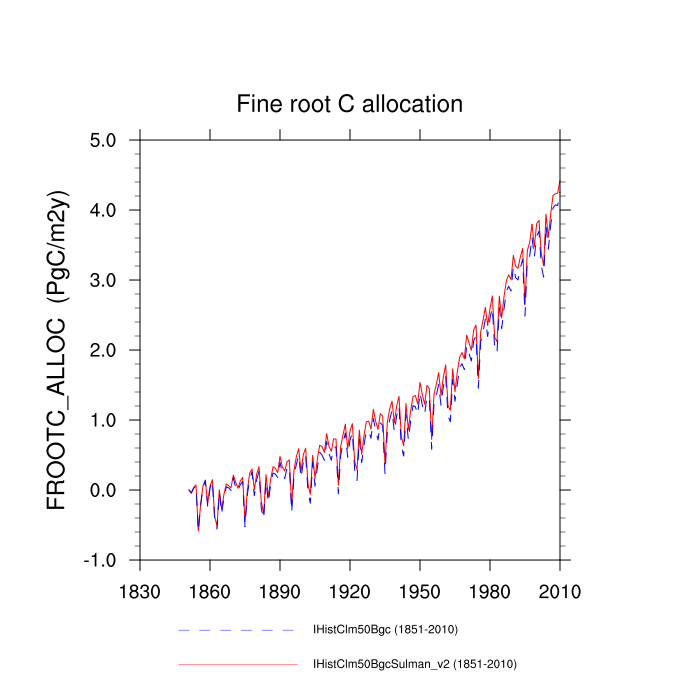 Fine root C allocation
FROOTC_ALLOC (PgC/m2y)
5.0
4.0
3.0
2.0
1.0
0.0
-1.0
1830 1860 1890 1920 1950 1980 2010
IHistClm50Bgc (1851-2010)
IHistClm50BgcSulman_v2 (1851-2010)